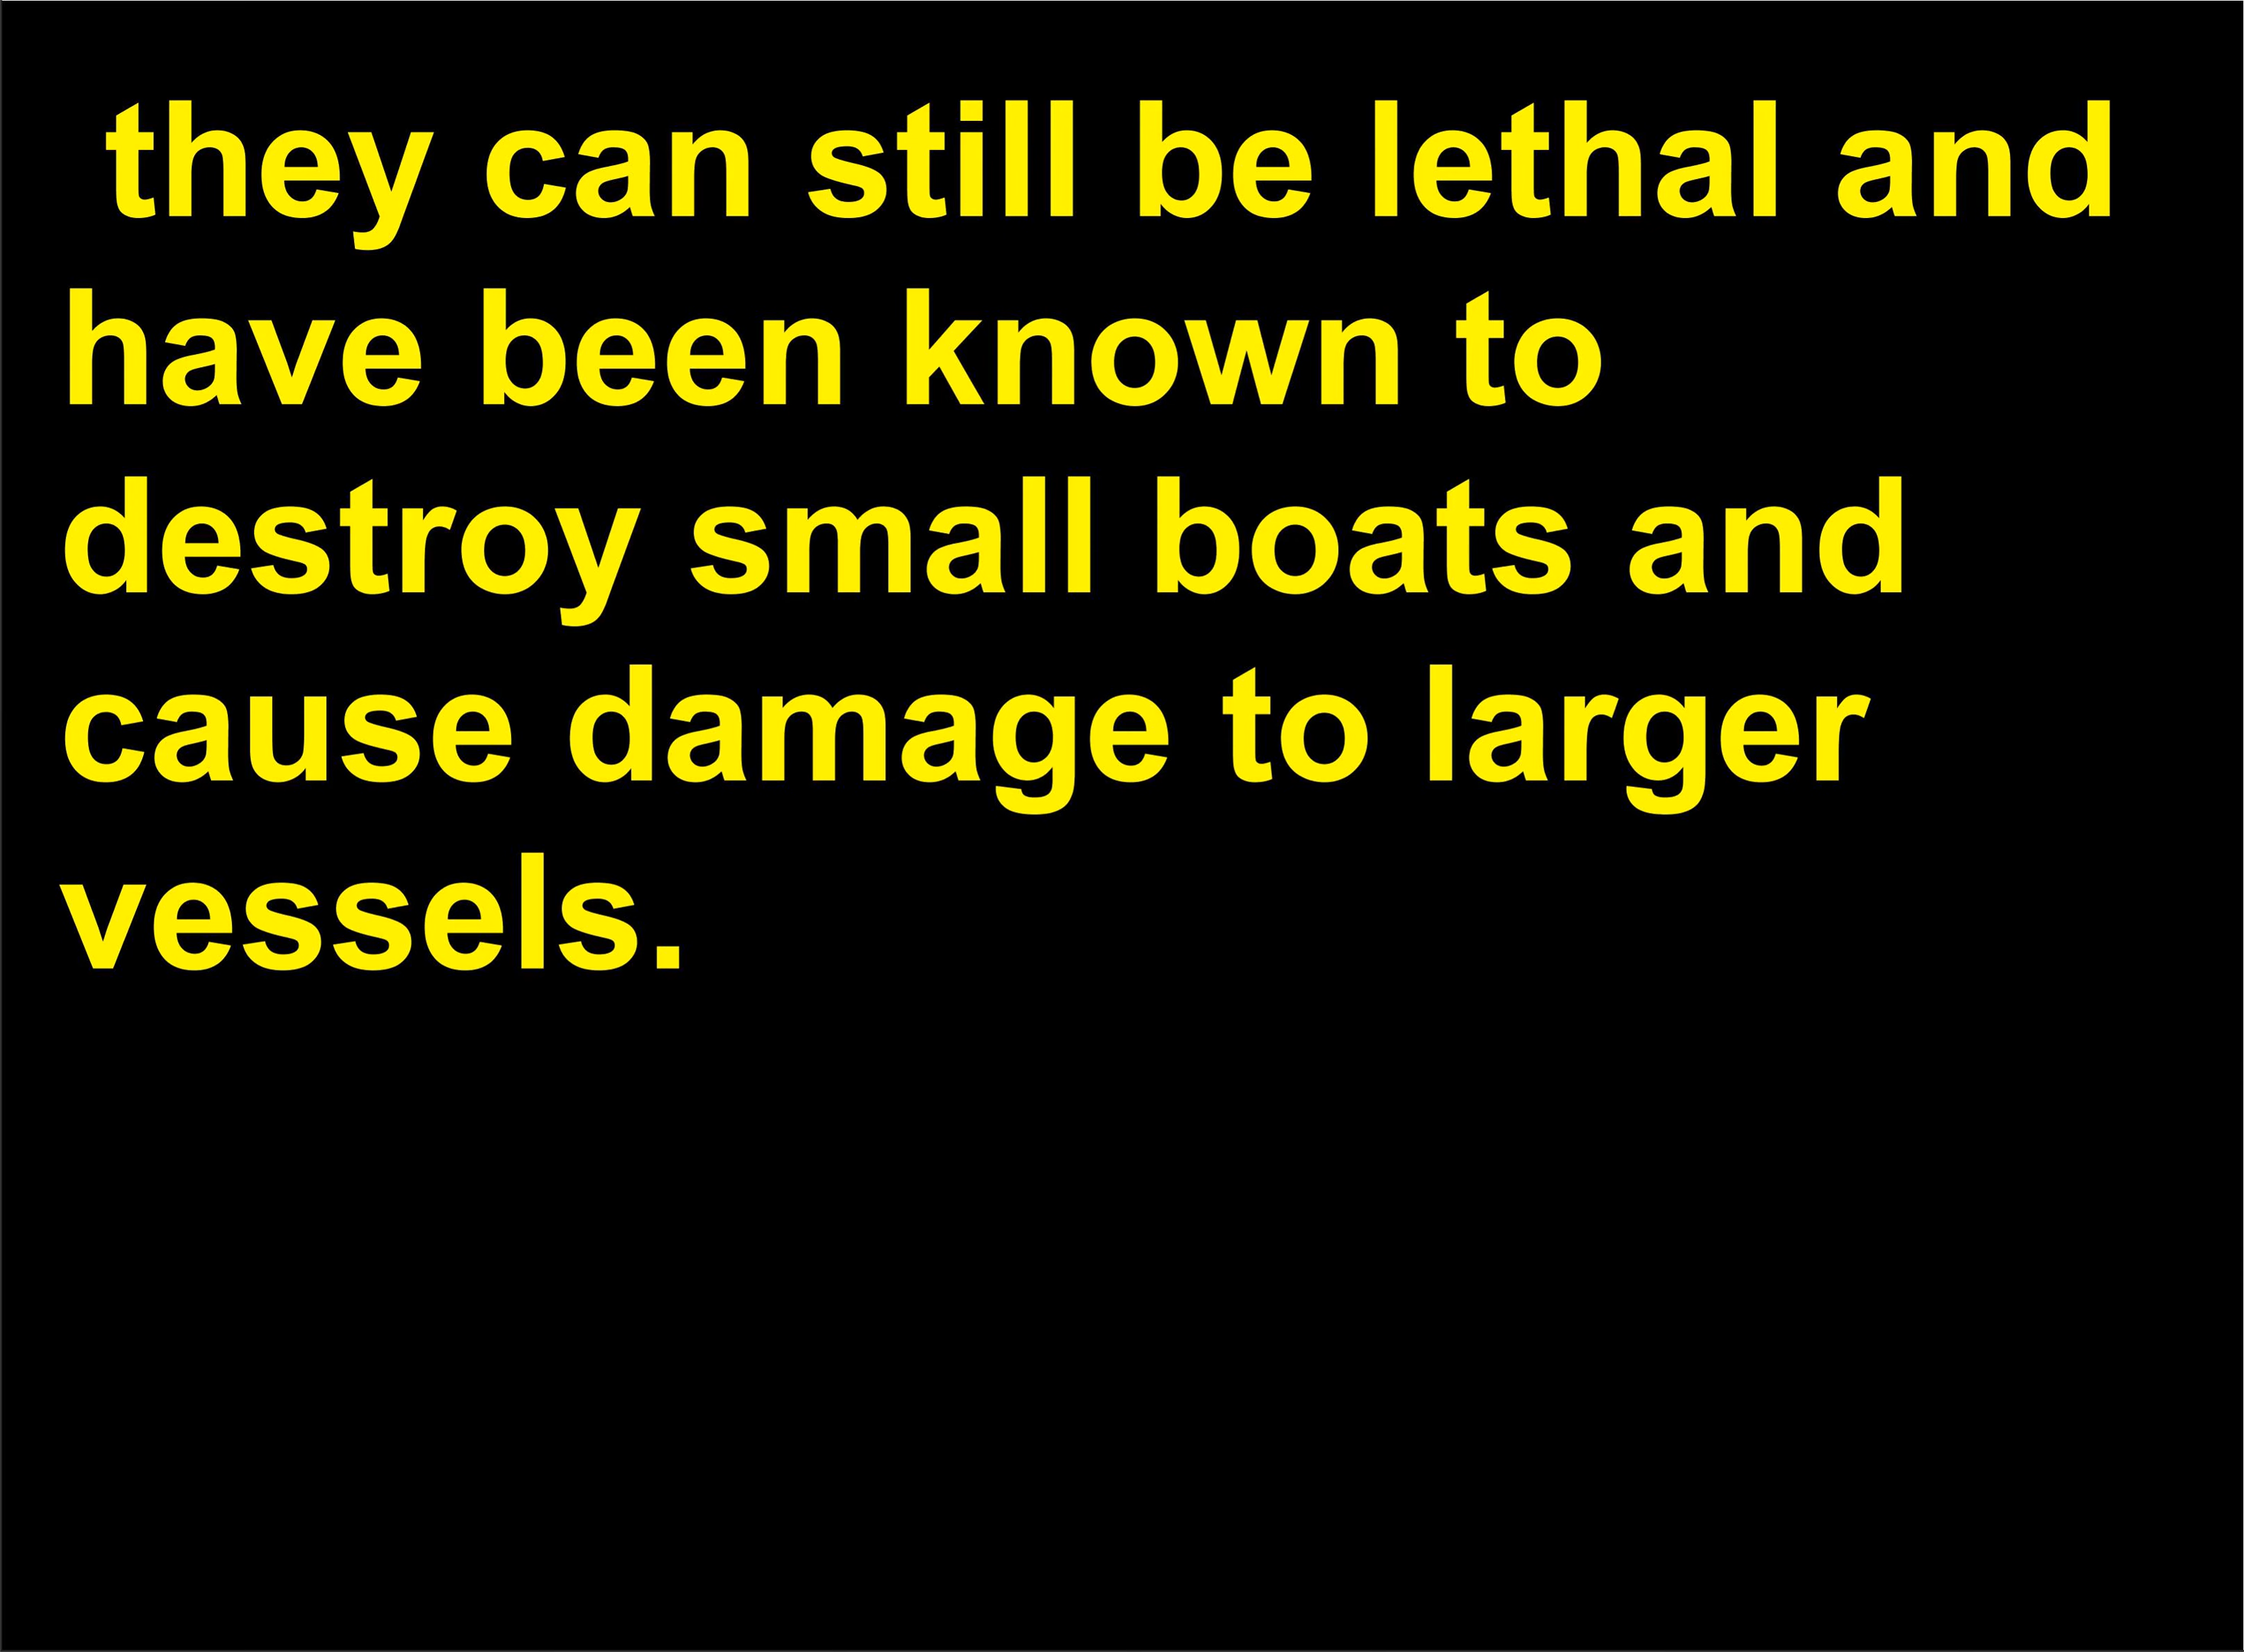 they can still be lethal and
have been known to
destroy small boats and
cause damage to larger
vessels.